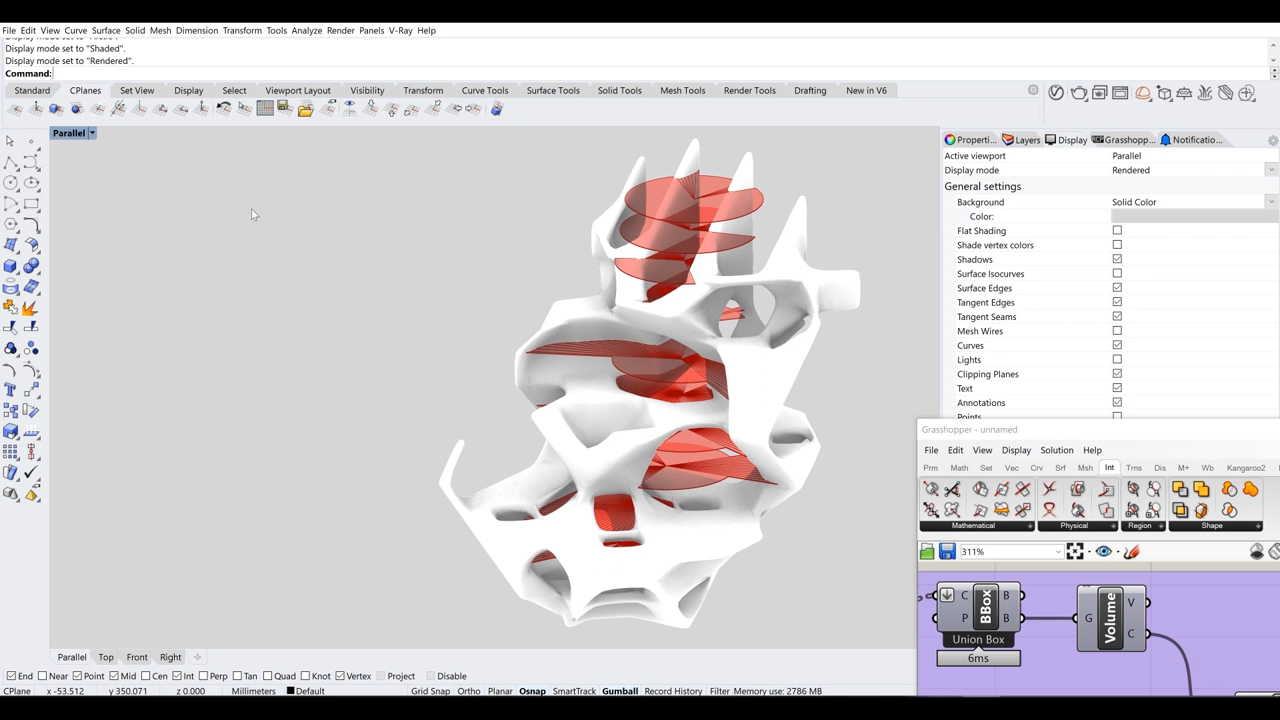 File Edit View Curve Surface Solid Mesh Dimension Transform Tools Analyze Render Panels V-Ray Help
Display mode set to "Shaded".
Display mode set to "Rendered".
Command:
Standard CPlanes Set View Display Select Viewport Layout Visibility Transform Curve Tools Surface Tools Solid Tools Mesh Tools Render Tools Drafting New in V6
Parallel
Properti... Layers Display Grasshopp... Notificatio...
Active viewport Parallel
Display mode Rendered
General settings
Background Solid Color
Color:
Flat Shading
Shade vertex colors
Shadows
Surface Isocurves
Surface Edges
Tangent Edges
Tangent Seams
Mesh Wires
Curves
Lights
Clipping Planes
Text
Annotations
Points
Grasshopper - unnamed
File Edit View Display Solution Help
Prm Math Set Vec Crv Srf Msh Int Trns Dis M+ Wb Kangaroo2
Mathematical Physical Region Shape
311%
C BBox B
P B
Union Box
6ms
G Volume V
C
Parallel Top Front Right
End Near Point Mid Cen Int Perp Tan Quad Knot Vertex Project Disable
CPlane x -53.512 y 350.071 z 0.000 Millimeters Default Grid Snap Ortho Planar Osnap SmartTrack Gumball Record History Filter Memory use: 2786 MB